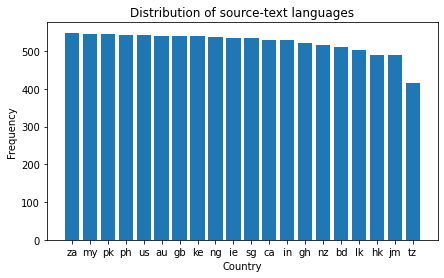 Distribution of source-text languages
Frequency
500
400
300
200
100
0
za my pk ph us au gb ke ng ie sg ca in gh nz bd lk hk jm tz
Country